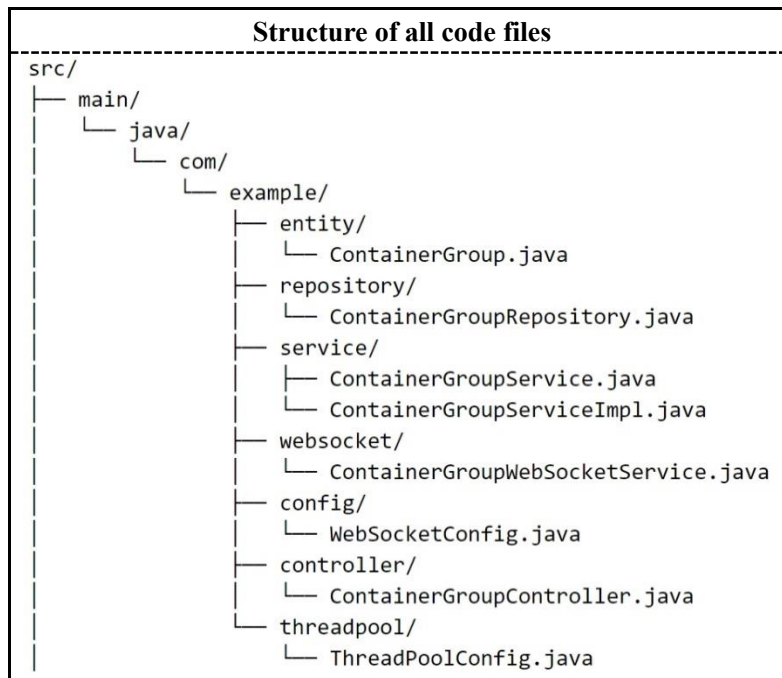 Structure of all code files
src/
├── main/
│   └── java/
│       └── com/
│           └── example/
│               ├── entity/
│               │   └── ContainerGroup.java
│               ├── repository/
│               │   └── ContainerGroupRepository.java
│               ├── service/
│               │   ├── ContainerGroupService.java
│               │   └── ContainerGroupServiceImpl.java
│               ├── websocket/
│               │   └── ContainerGroupWebSocketService.java
│               ├── config/
│               │   └── WebSocketConfig.java
│               ├── controller/
│               │   └── ContainerGroupController.java
│               └── threadpool/
│                   └── ThreadPoolConfig.java